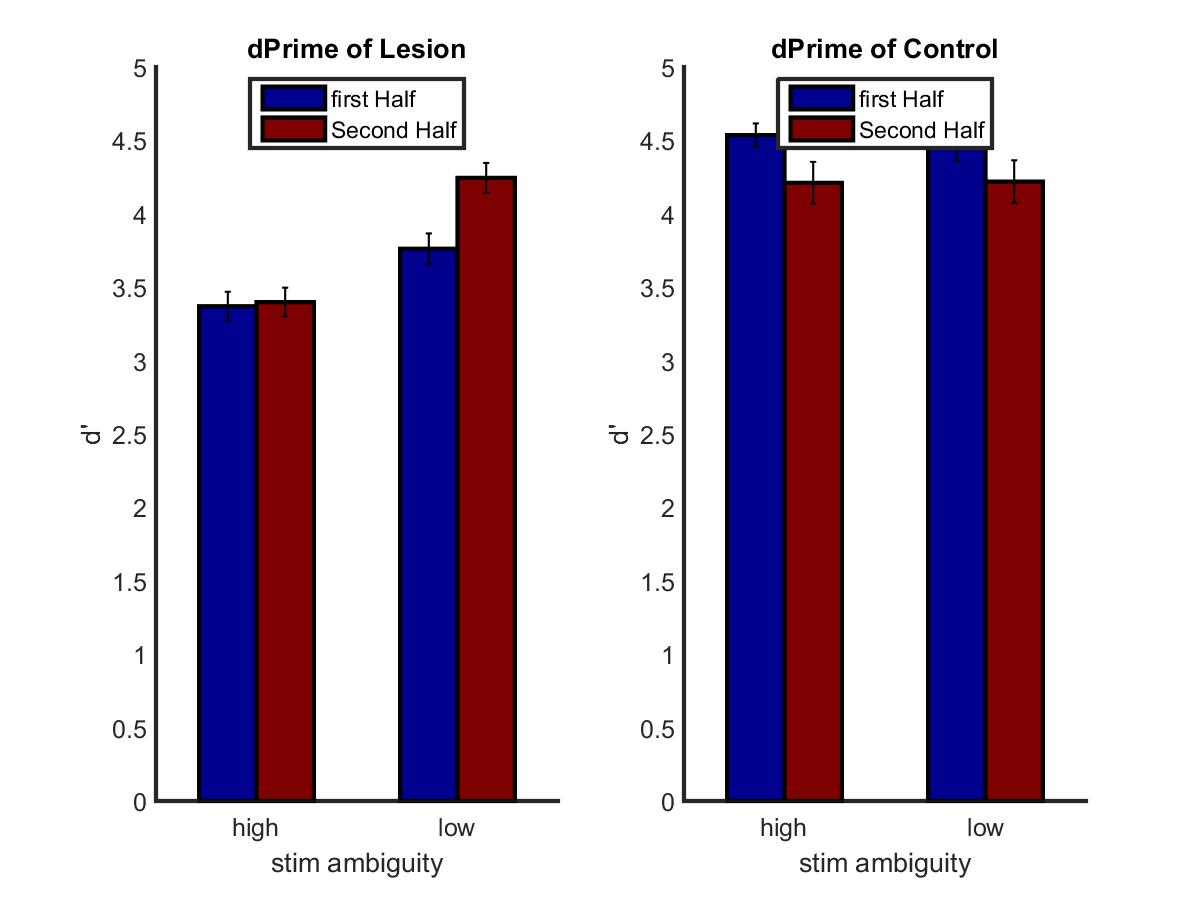 dPrime of Lesion
first Half
Second Half
5
4.5
4
3.5
3
2.5
2
1.5
1
0.5
0
d'
high low
stim ambiguity
dPrime of Control
first Half
Second Half
5
4.5
4
3.5
3
2.5
2
1.5
1
0.5
0
d'
high low
stim ambiguity